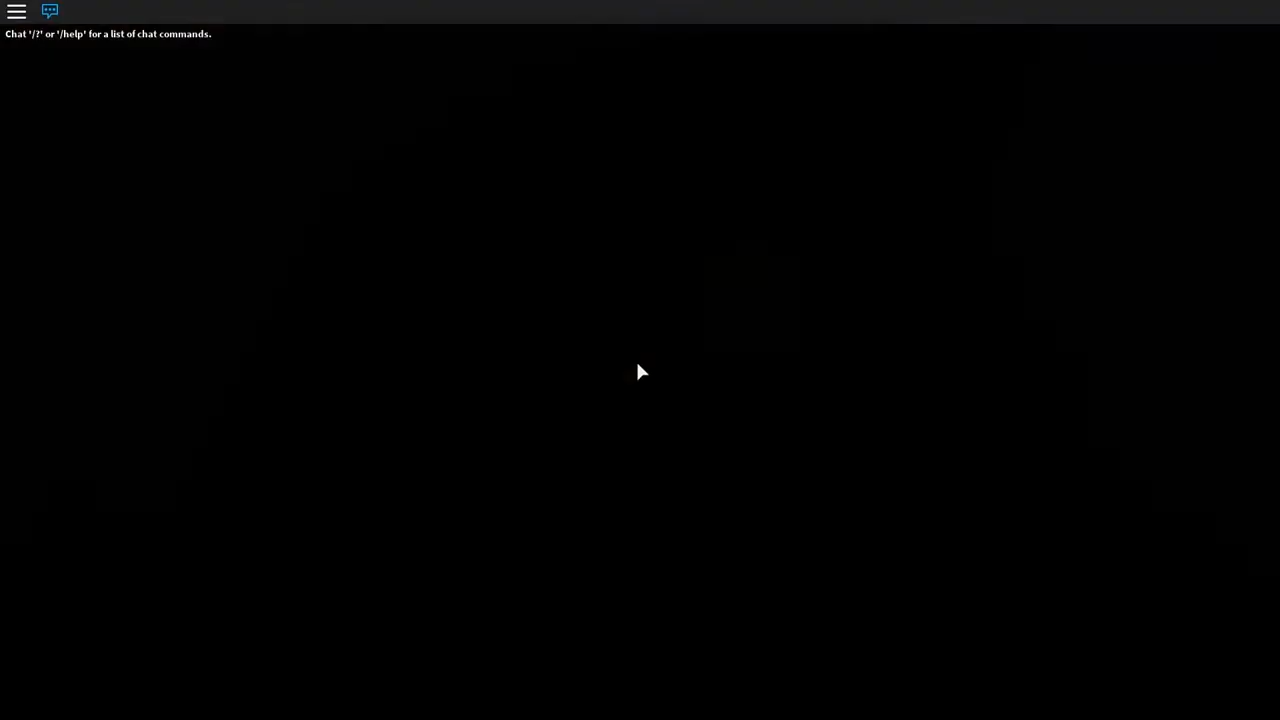 Chat '/?' or '/help' for a list of chat commands.